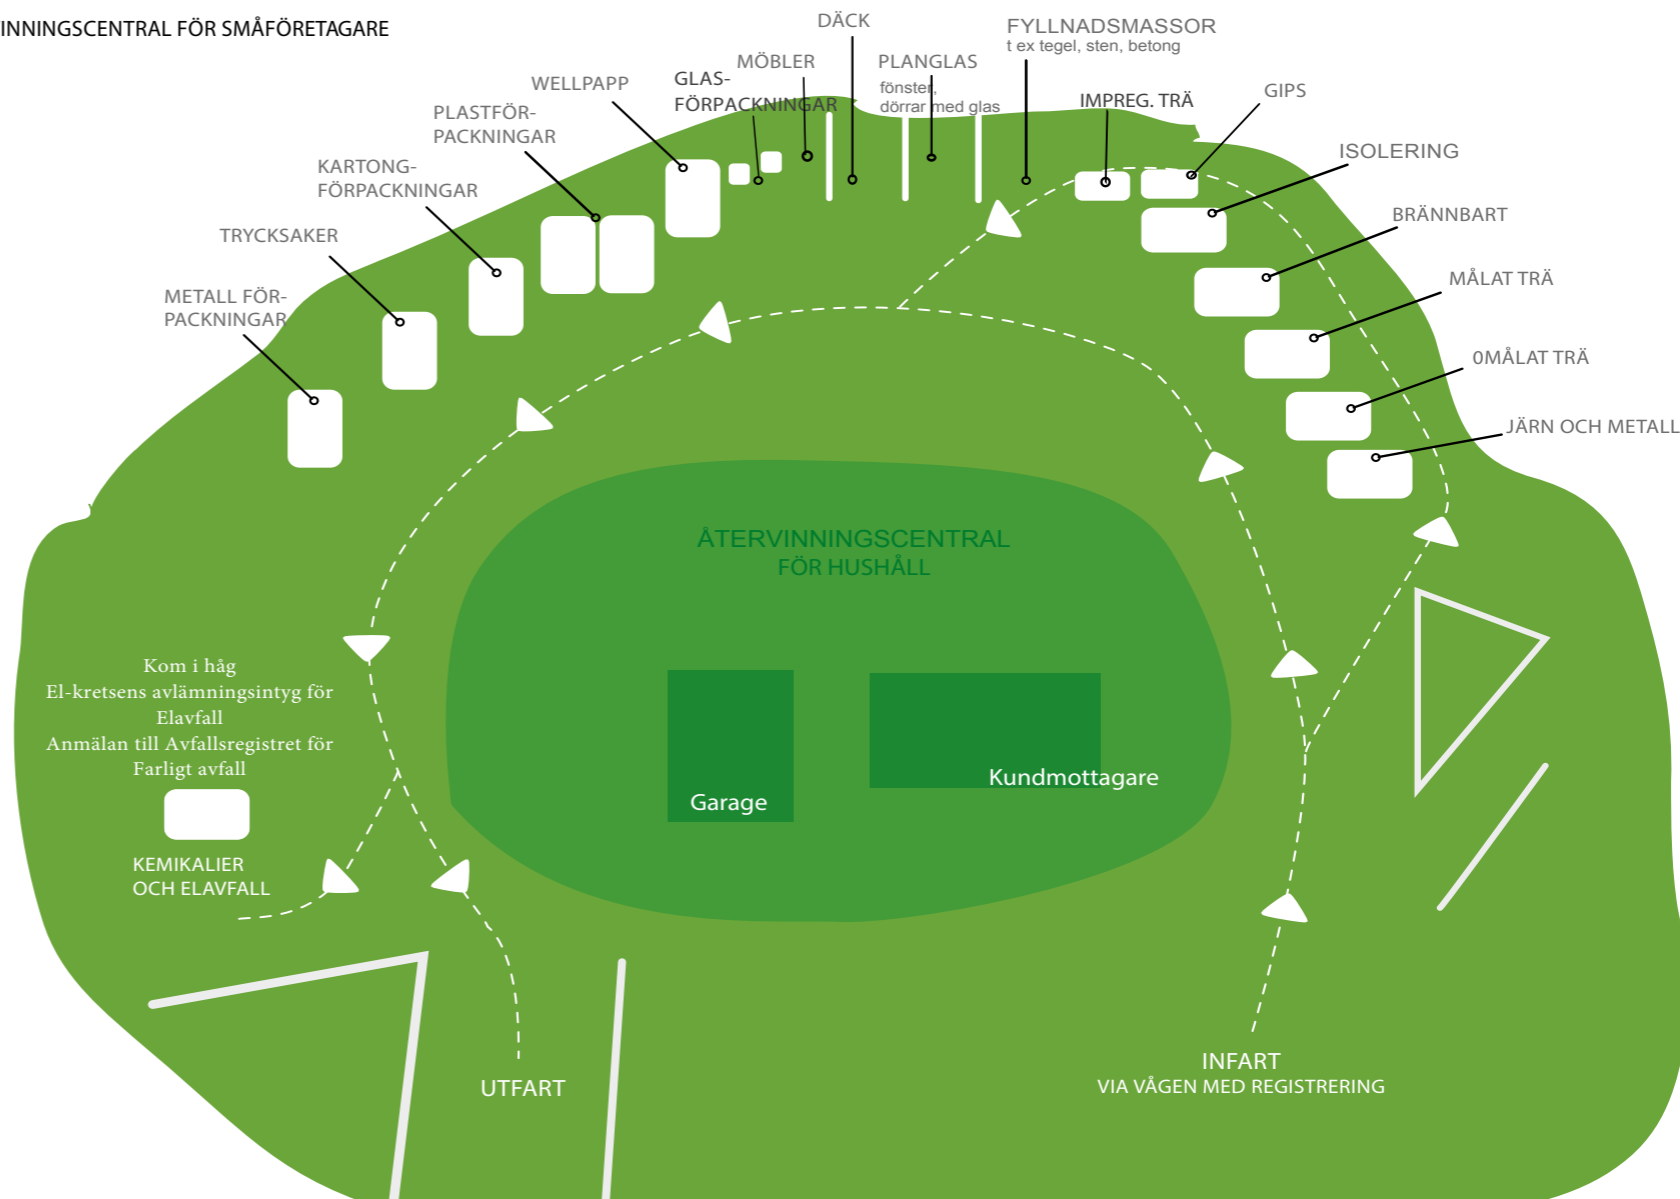 INNINGSCENTRAL FÖR SMÅFÖRETAGARE
DÄCK
FYLLNADSMASSOR
t ex tegel, sten, betong
MÖBLER
PLANGLAS
fönster,
dörrar med glas
GLAS-
FÖRPACKNINGAR
WELLPAPP
IMPREG. TRÄ
GIPS
PLASTFÖR-
PACKNINGAR
ISOLERING
KARTONG-
FÖRPACKNINGAR
BRÄNNBART
TRYCKSAKER
MÅLAT TRÄ
METALL FÖR-
PACKNINGAR
0MÅLAT TRÄ
JÄRN OCH METALL
ÅTERVINNINGSCENTRAL
FÖR HUSHÅLL
Kom i håg
El-kretsens avlämningsintyg för
Elavfall
Anmälan till Avfallsregistret för
Farligt avfall
Kundmottagare
Garage
KEMIKALIER
OCH ELAVFALL
UTFART
INFART
VIA VÅGEN MED REGISTRERING